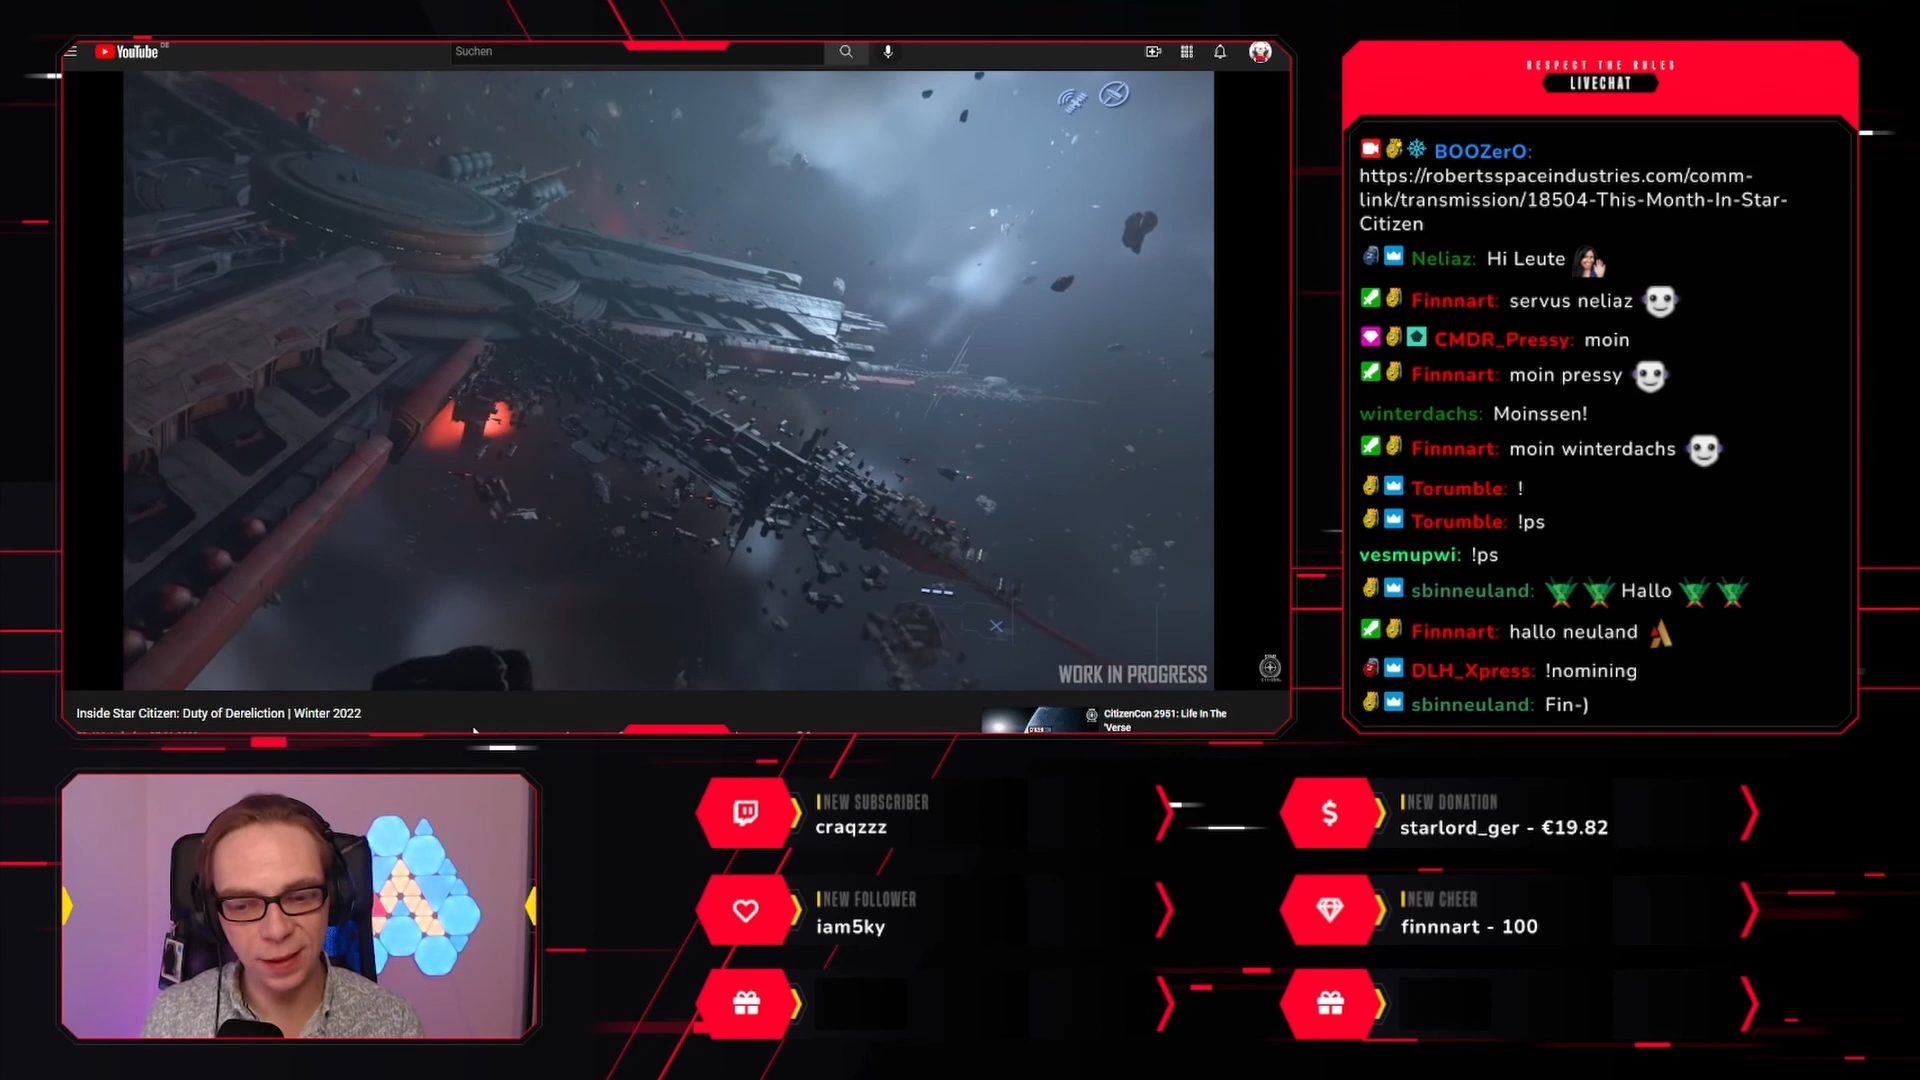 YouTube DE
Suchen
WORK IN PROGRESS
Inside Star Citizen: Duty of Dereliction | Winter 2022
CitizenCon 2951: Life In The
'Verse
RESPECT THE RULES
LIVECHAT
BOOZerO:
https://robertsspaceindustries.com/comm-
link/transmission/18504-This-Month-In-Star-
Citizen
Neliaz: Hi Leute
Finnnart: servus neliaz
CMDR_Pressy: moin
Finnnart: moin pressy
winterdachs: Moinssen!
Finnnart: moin winterdachs
Torumble: !
Torumble: !ps
vesmupwi: !ps
sbinneuland: Hallo
Finnnart: hallo neuland
DLH_Xpress: !nomining
sbinneuland: Fin-)
NEW SUBSCRIBER
craqzzz
NEW DONATION
starlord_ger - €19.82
NEW FOLLOWER
iam5ky
NEW CHEER
finnnart - 100